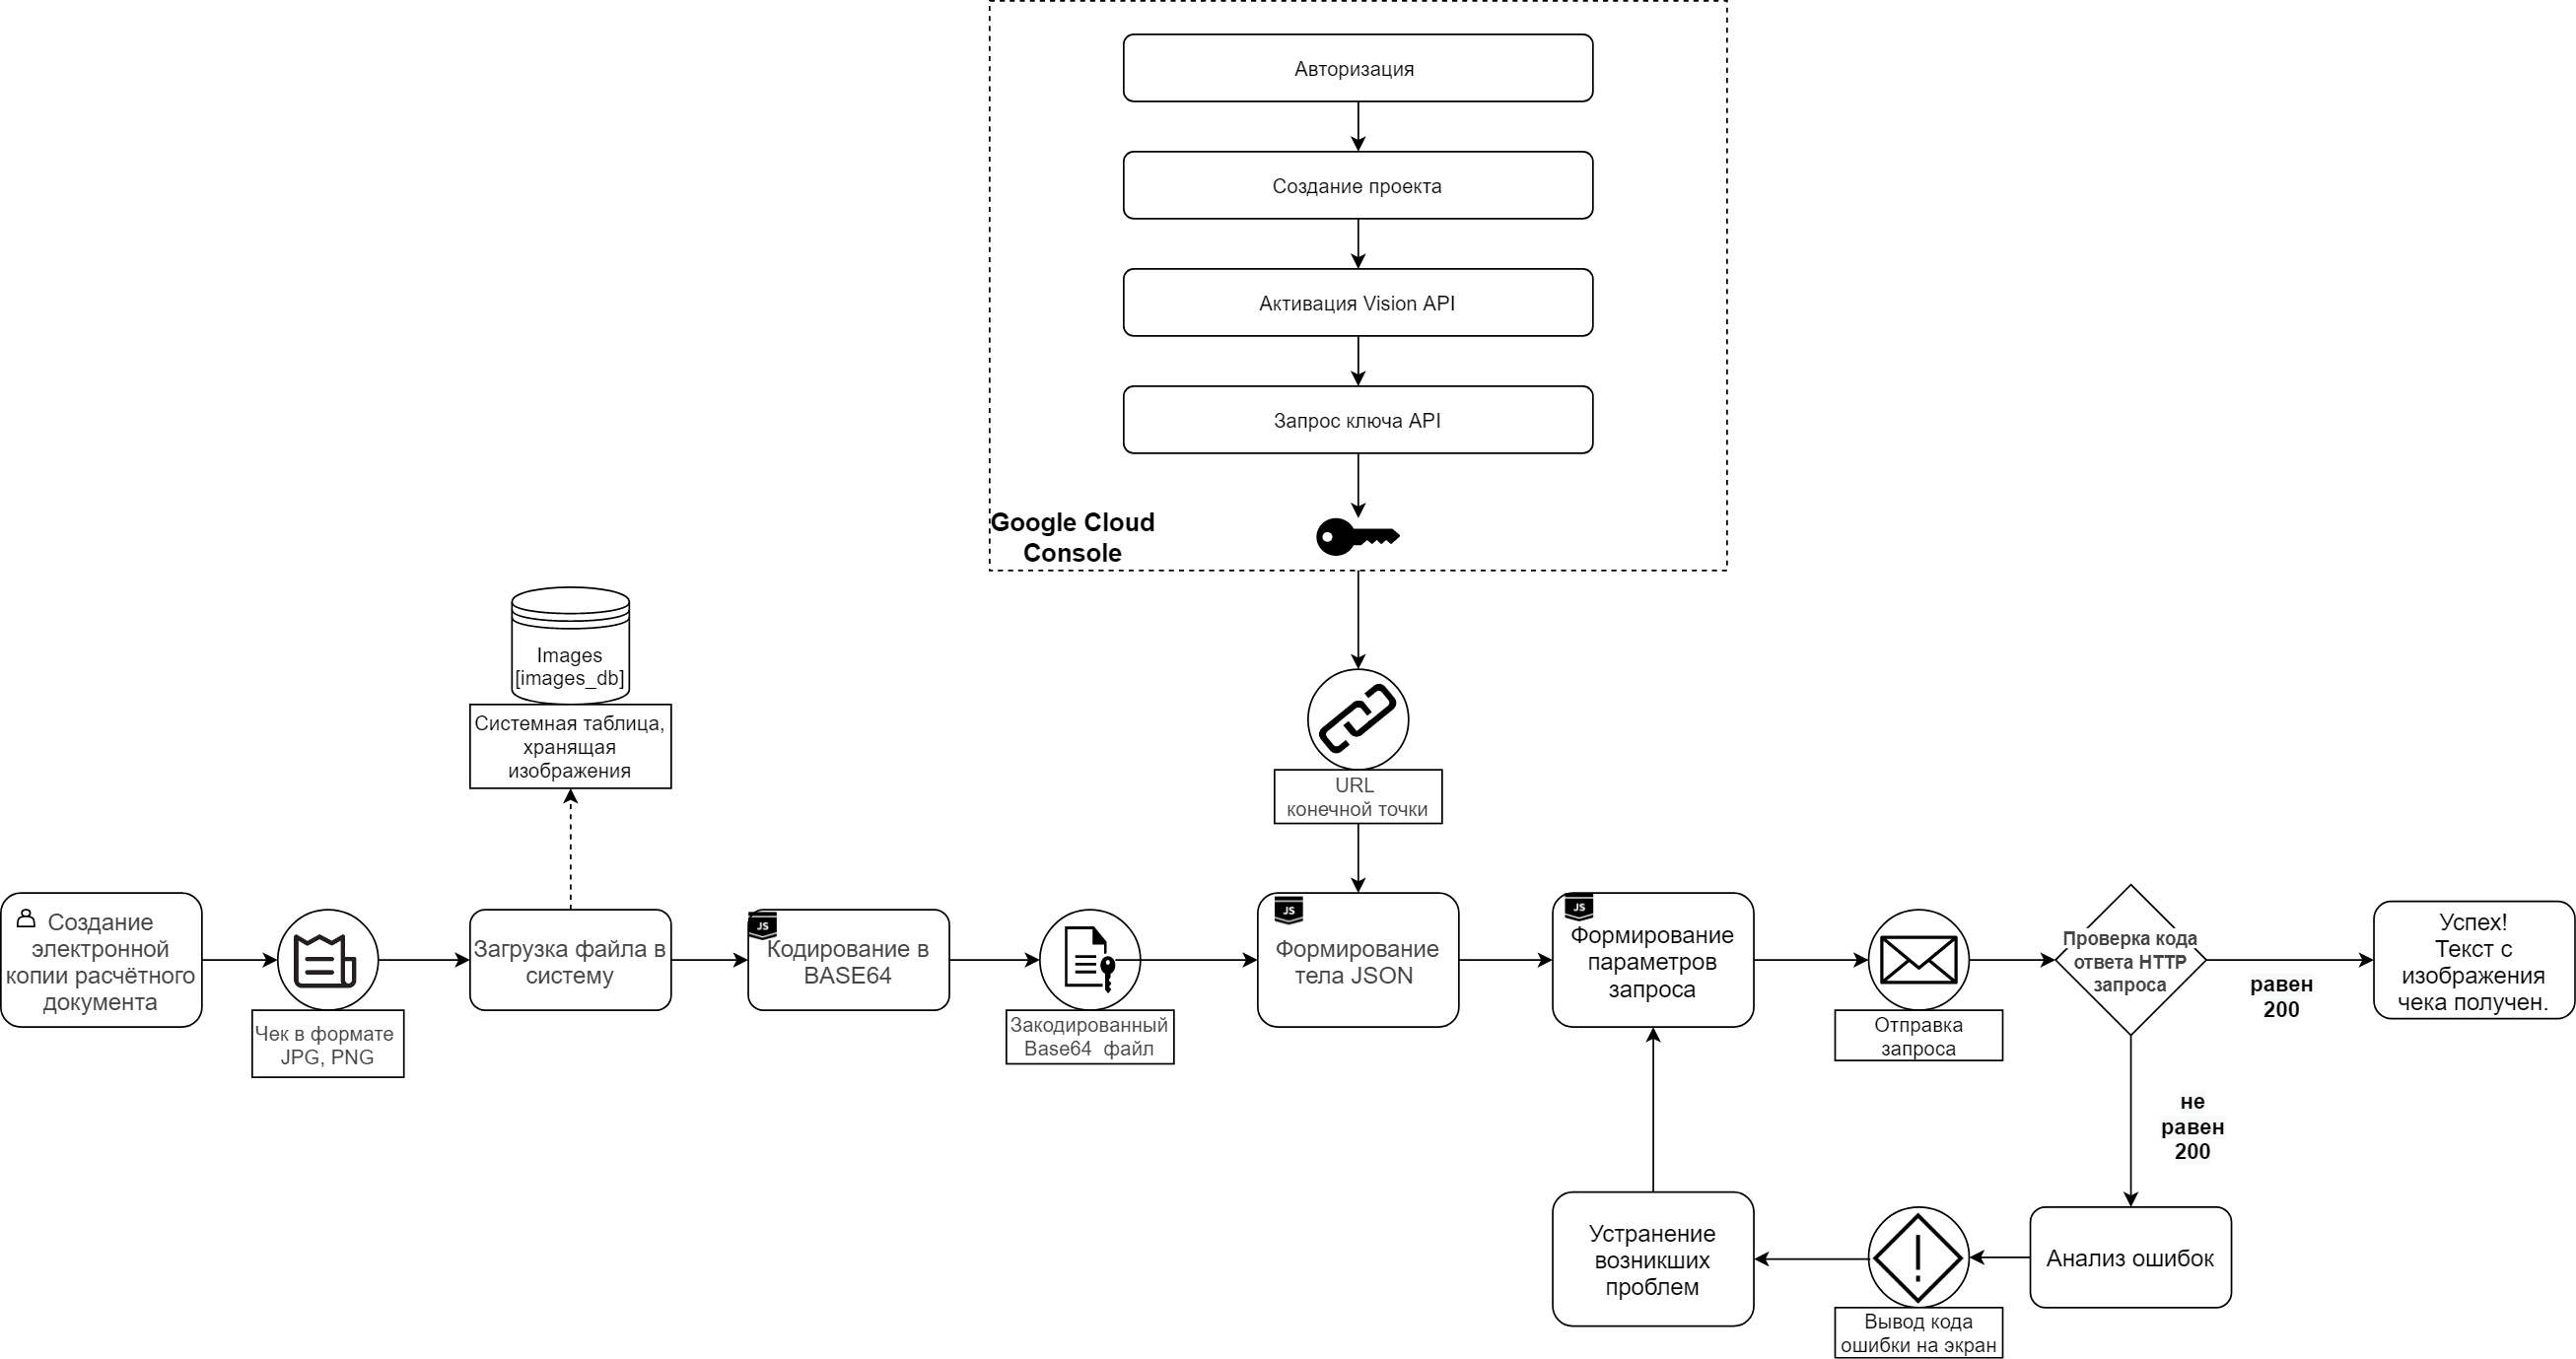 Авторизация
Создание проекта
Активация Vision API
Запрос ключа API
Google Cloud
Console
Images
[images_db]
Системная таблица,
хранящая
изображения
URL
конечной точки
Создание
электронной
копии расчётного
документа
Чек в формате
JPG, PNG
Загрузка файла в
систему
JS
Кодирование в
BASE64
Закодированный
Base64 файл
JS
Формирование
тела JSON
JS
Формирование
параметров
запроса
Отправка
запроса
Проверка кода
ответа HTTP
запроса
равен
200
Успех!
Текст с
изображения
чека получен.
не
равен
200
Анализ ошибок
Вывод кода
ошибки на экран
Устранение
возникших
проблем